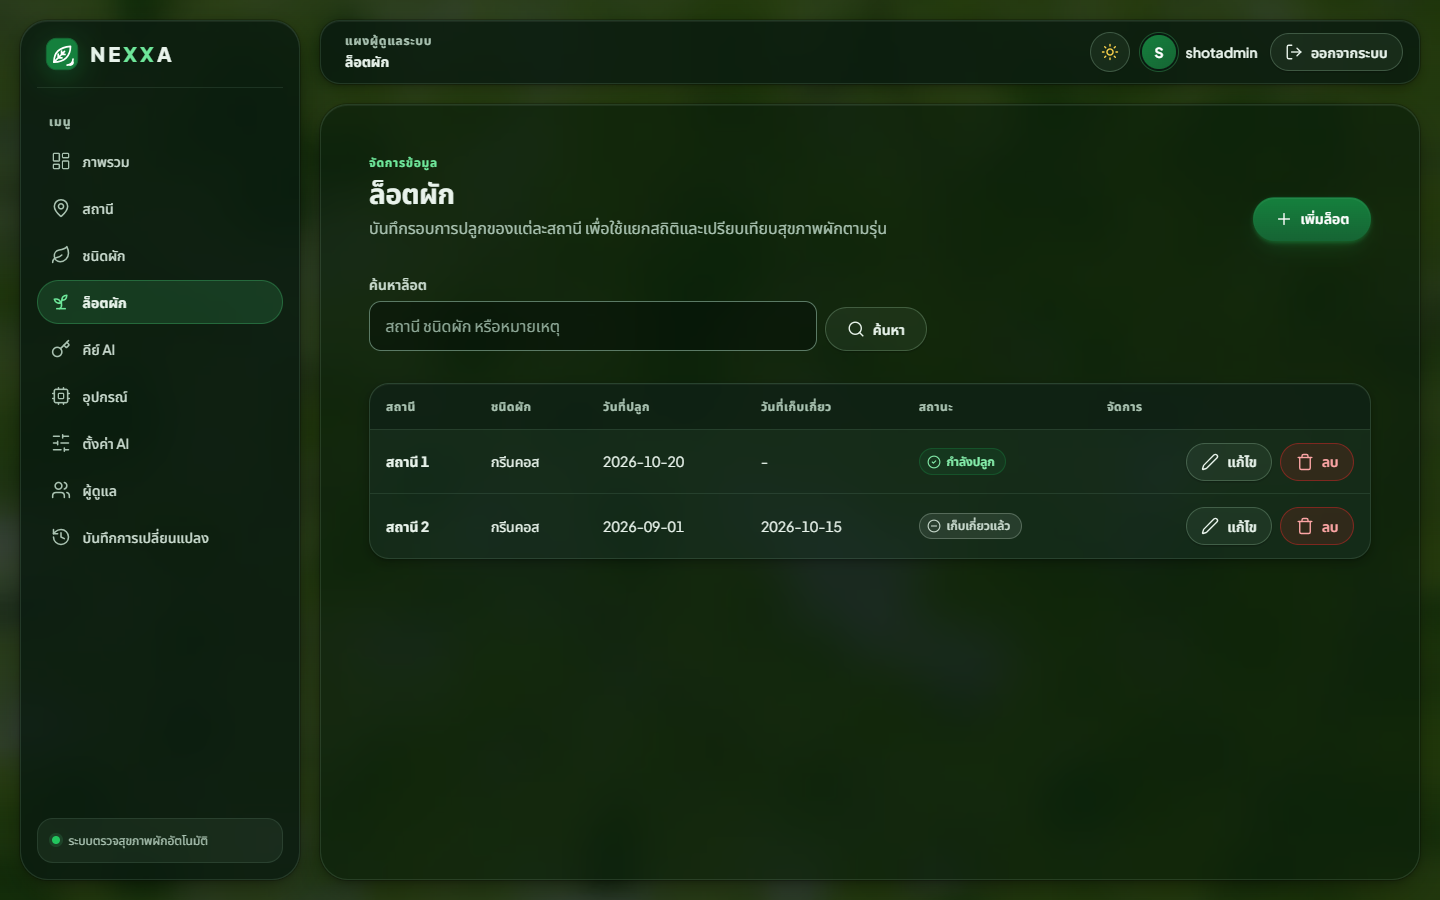 NEXXA
เมนู
ภาพรวม
สถานี
ชนิดผัก
ล็อตผัก
คีย์ AI
อุปกรณ์
ตั้งค่า AI
ผู้ดูแล
บันทึกการเปลี่ยนแปลง
ระบบตรวจสุขภาพผักอัตโนมัติ
แผงผู้ดูแลระบบ
ล็อตผัก
S shotadmin ออกจากระบบ
จัดการข้อมูล
ล็อตผัก
บันทึกรอบการปลูกของแต่ละสถานี เพื่อใช้แยกสถิติและเปรียบเทียบสุขภาพผักตามรุ่น
เพิ่มล็อต
ค้นหาล็อต
สถานี ชนิดผัก หรือหมายเหตุ ค้นหา
สถานี ชนิดผัก วันที่ปลูก วันที่เก็บเกี่ยว สถานะ จัดการ
สถานี 1 กรีนคอส 2026-10-20 - กำลังปลูก แก้ไข ลบ
สถานี 2 กรีนคอส 2026-09-01 2026-10-15 เก็บเกี่ยวแล้ว แก้ไข ลบ